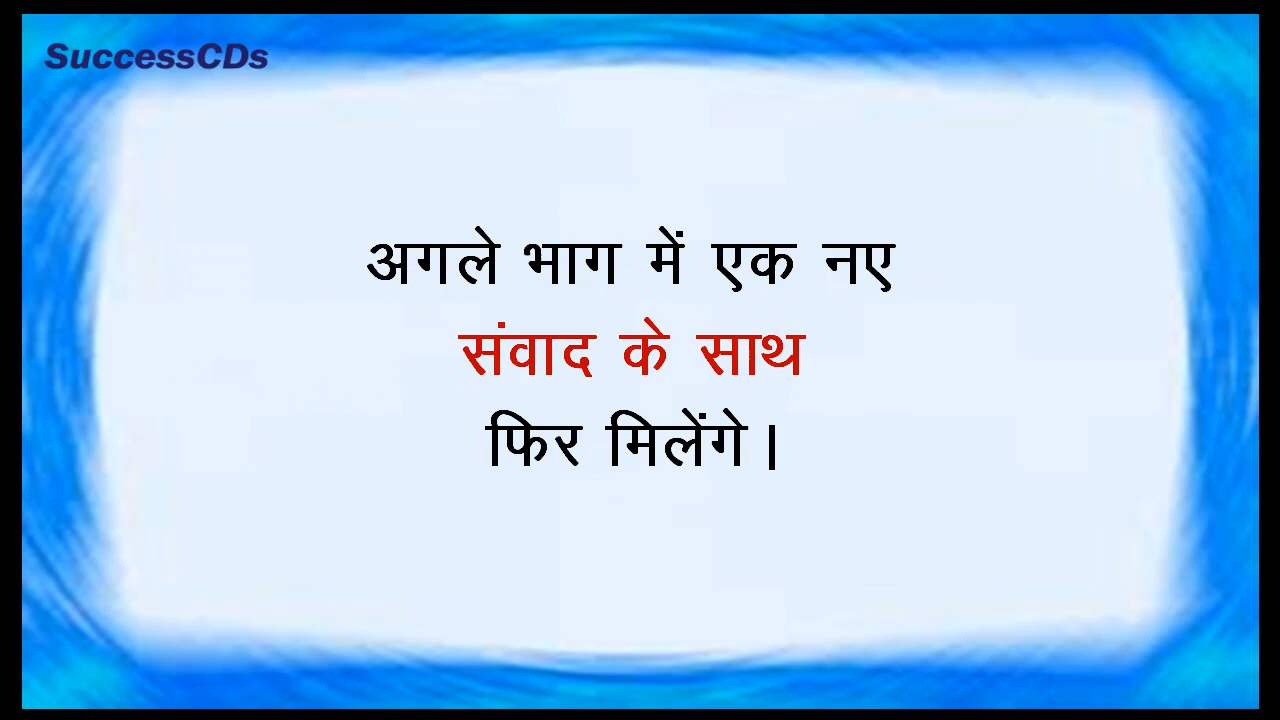 SuccessCDs
अगले भाग में एक नए
संवाद के साथ
फिर मिलेंगे।